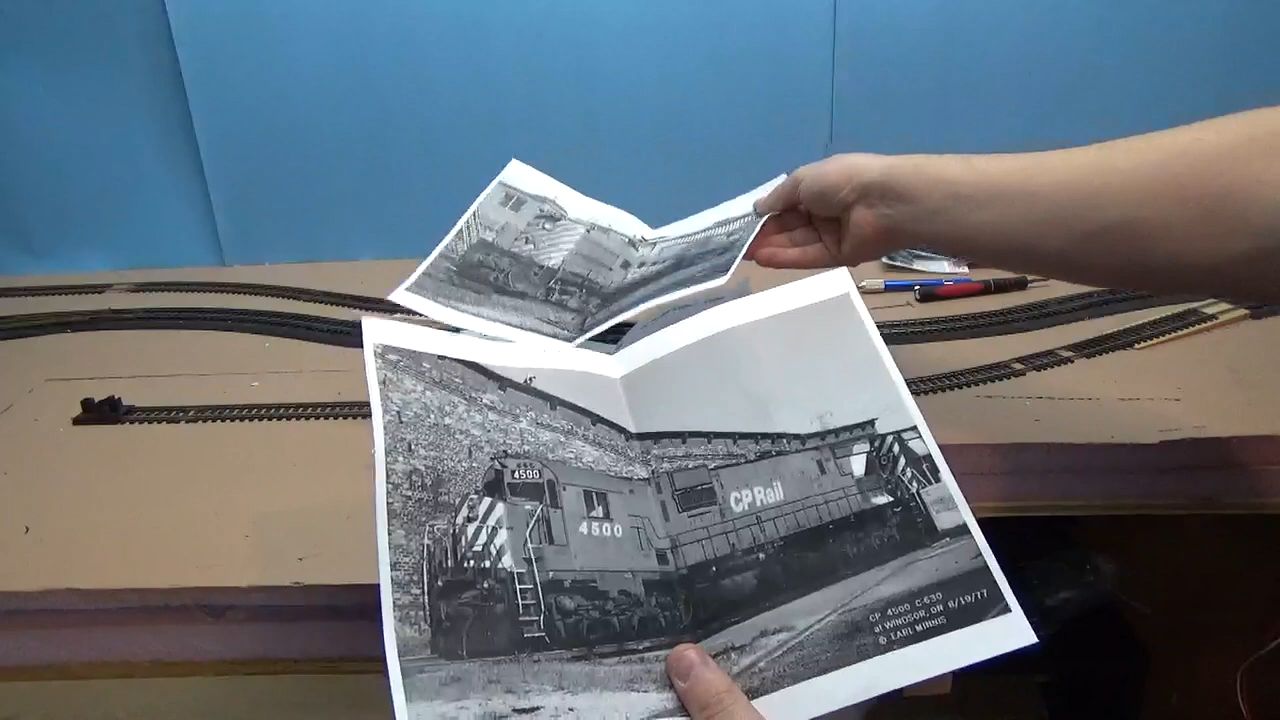 4500
4500
CP Rail
CP 4500 C-630
at WINDSOR, ON 8/19/77
© EARL MINNIS